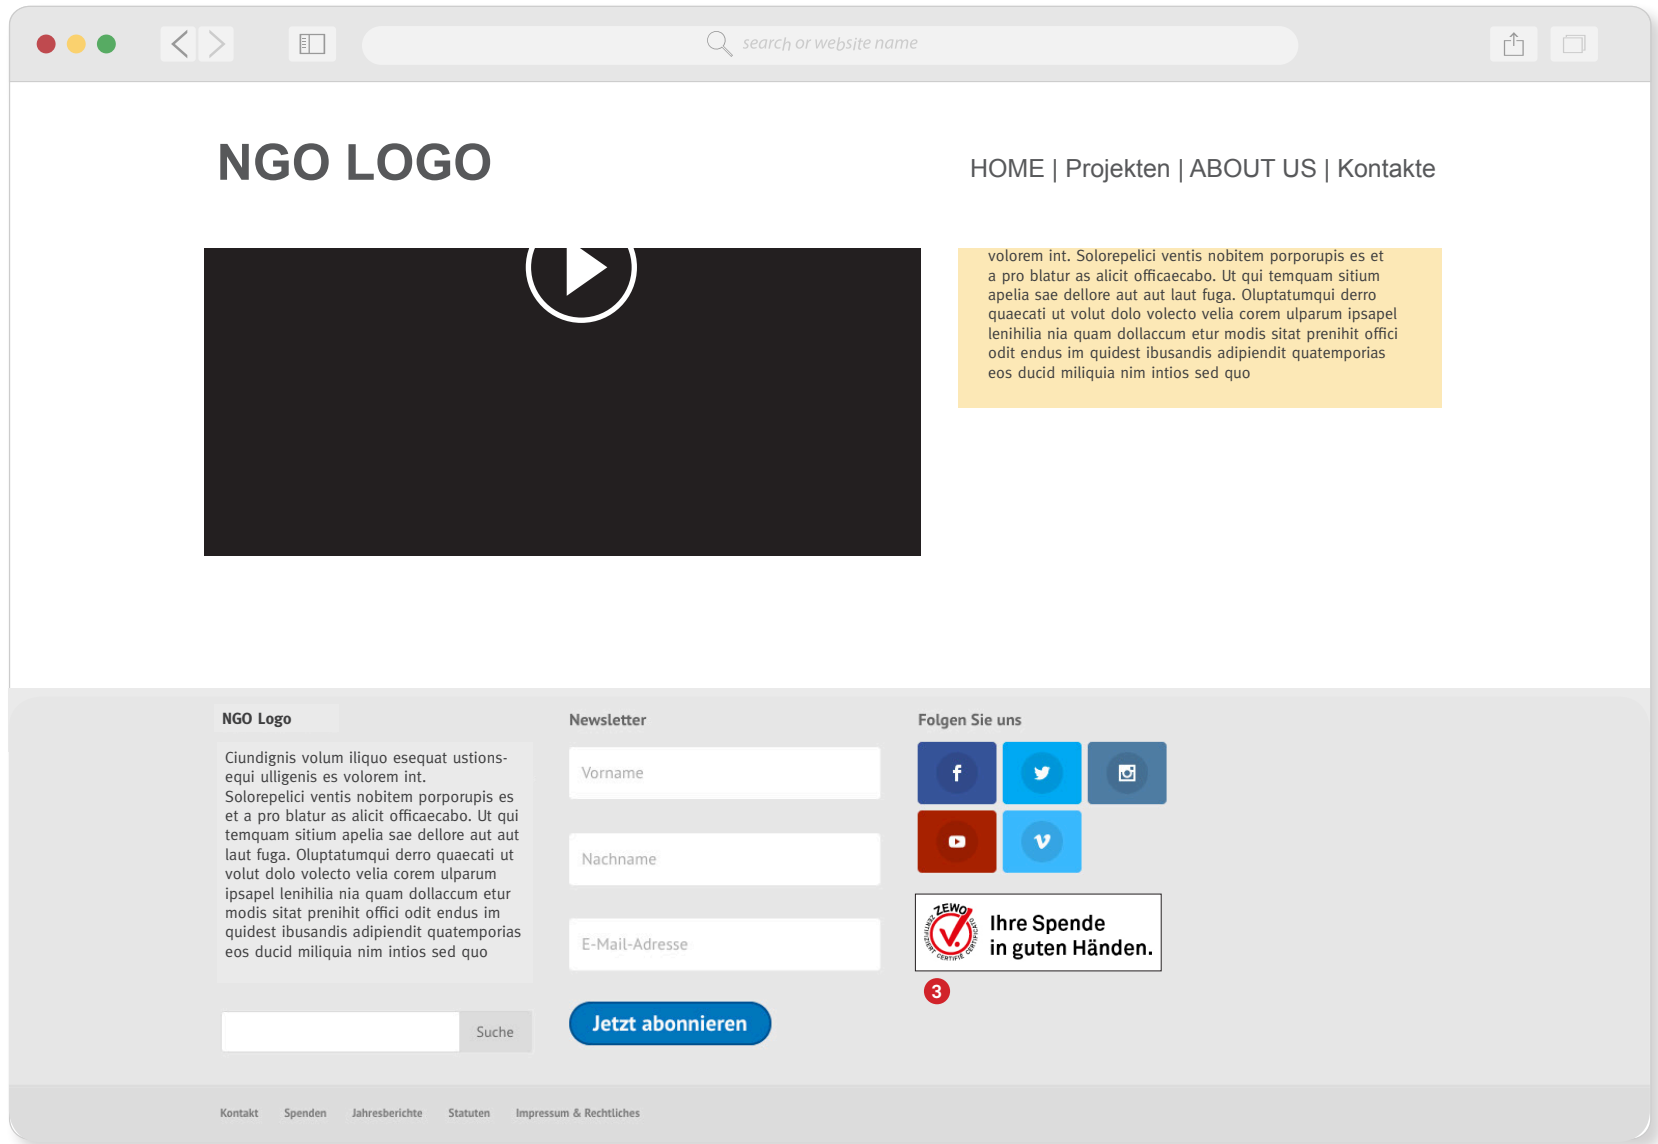 search or website name
NGO LOGO
HOME | Projekten | ABOUT US | Kontakte
volorem int. Solorepelici ventis nobitem porporupis es et
a pro blatur as alicit officaecabo. Ut qui temquam sitium
apelia sae dellore aut aut laut fuga. Oluptatumqui derro
quaecati ut volut dolo volecto velia corem ulparum ipsapel
lenihilia nia quam dollaccum etur modis sitat prenihit offici
odit endus im quidest ibusandis adipiendit quatemporias
eos ducid miliquia nim intios sed quo
NGO Logo
Ciundignis volum iliquo esequat ustions-
equi ulligenis es volorem int.
Solorepelici ventis nobitem porporupis es
et a pro blatur as alicit officaecabo. Ut qui
temquam sitium apelia sae dellore aut aut
laut fuga. Oluptatumqui derro quaecati ut
volut dolo volecto velia corem ulparum
ipsapel lenihilia nia quam dollaccum etur
modis sitat prenihit offici odit endus im
quidest ibusandis adipiendit quatemporias
eos ducid miliquia nim intios sed quo
Suche
Newsletter
Vorname
Nachname
E-Mail-Adresse
Jetzt abonnieren
Folgen Sie uns
ZEWO
ZERTIFIZIERT CERTIFIÉ CERTIFICATO
Ihre Spende
in guten Händen.
3
Kontakt Spenden Jahresberichte Statuten Impressum & Rechtliches